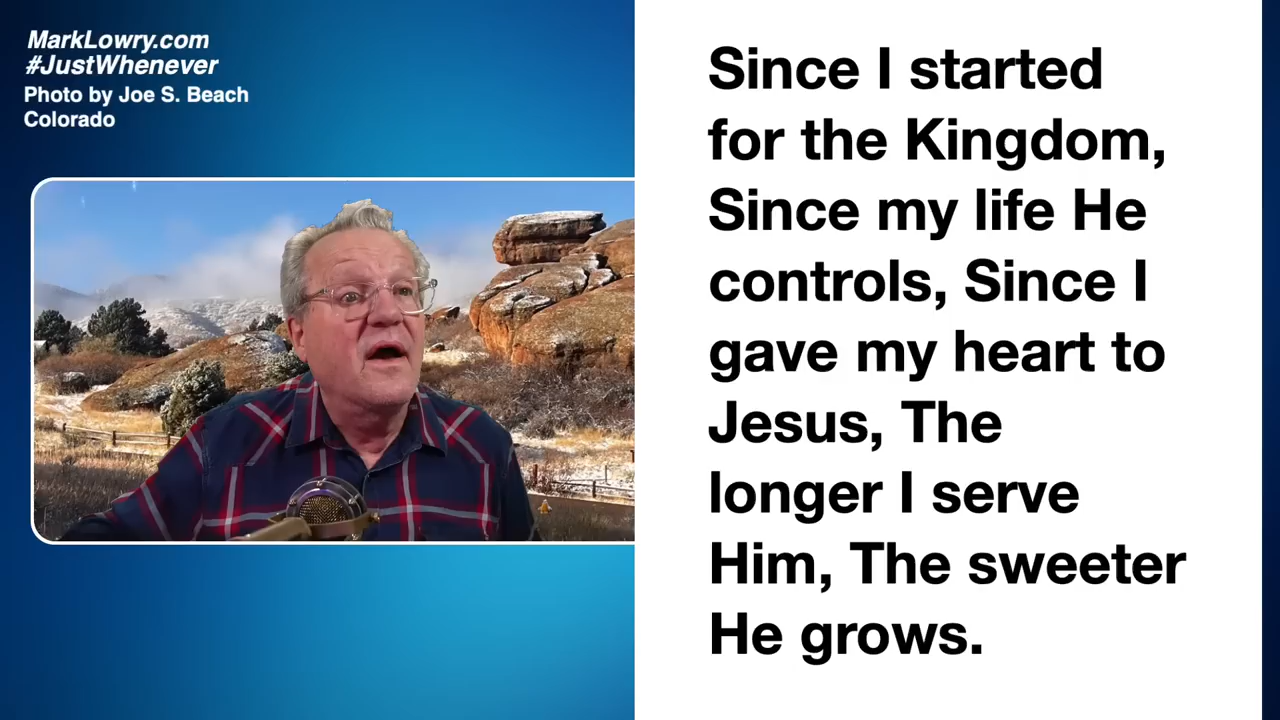 MarkLowry.com
#JustWhenever
Photo by Joe S. Beach
Colorado
Since I started
for the Kingdom,
Since my life He
controls, Since I
gave my heart to
Jesus, The
longer I serve
Him, The sweeter
He grows.